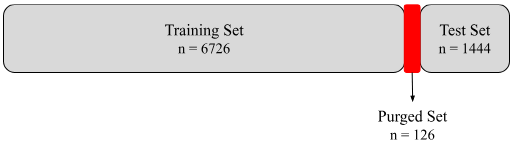 Training Set
n = 6726
Test Set
n = 1444
Purged Set
n = 126